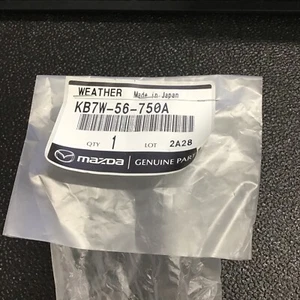 WEATHER Made in Japan
KB7W-56-750A
QTY 1 LOT 2A28
mazda GENUINE PARTS